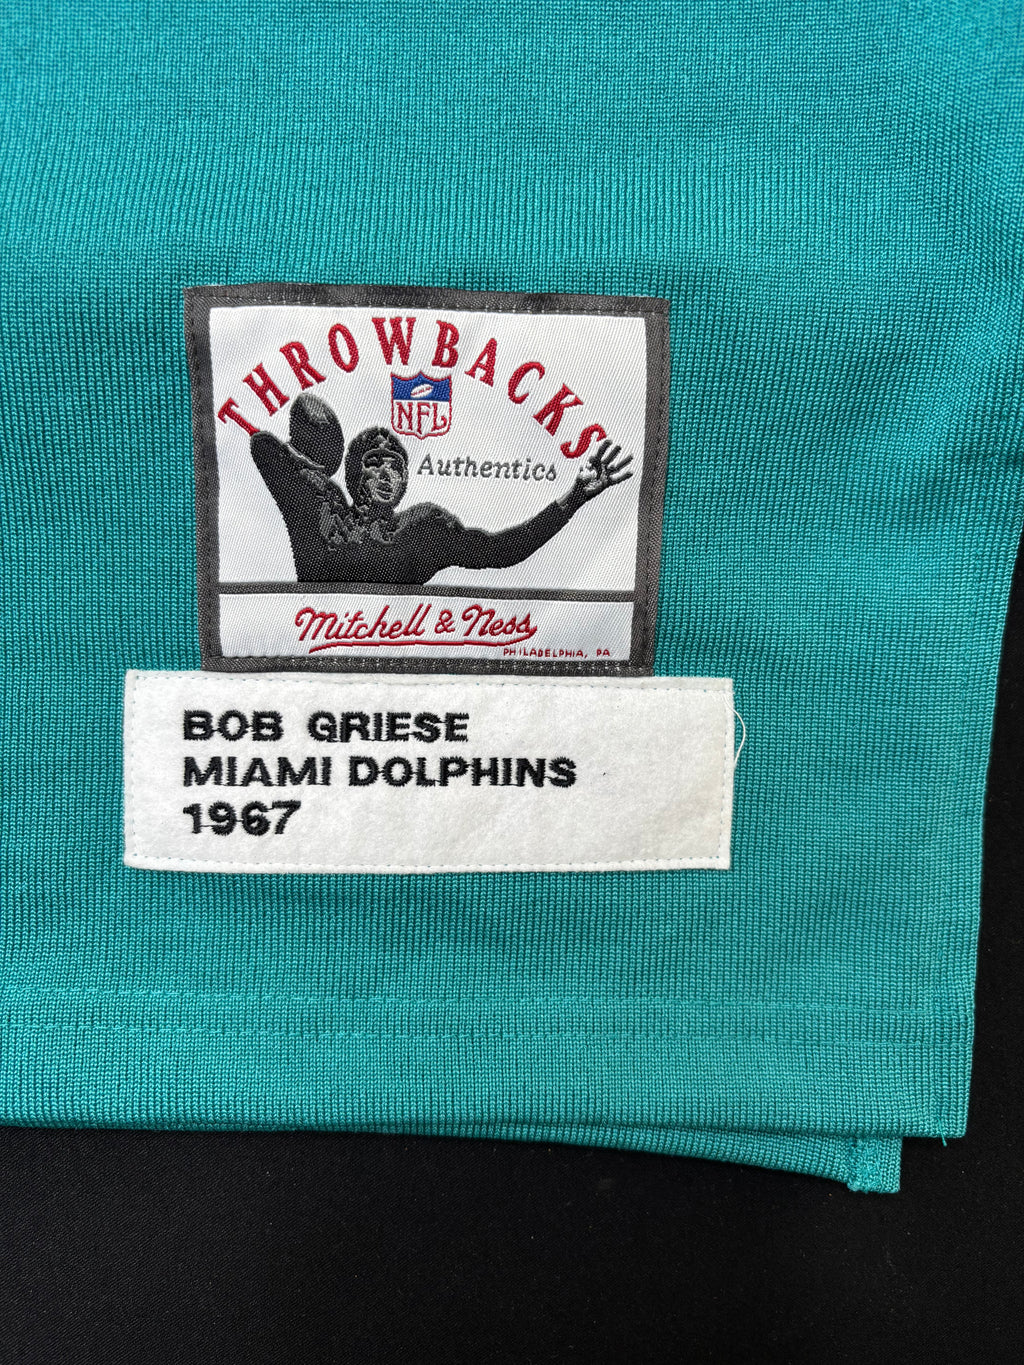 THROWBACKS
NFL
Authentics
Mitchell & Ness
PHILADELPHIA, PA
BOB GRIESE
MIAMI DOLPHINS
1967